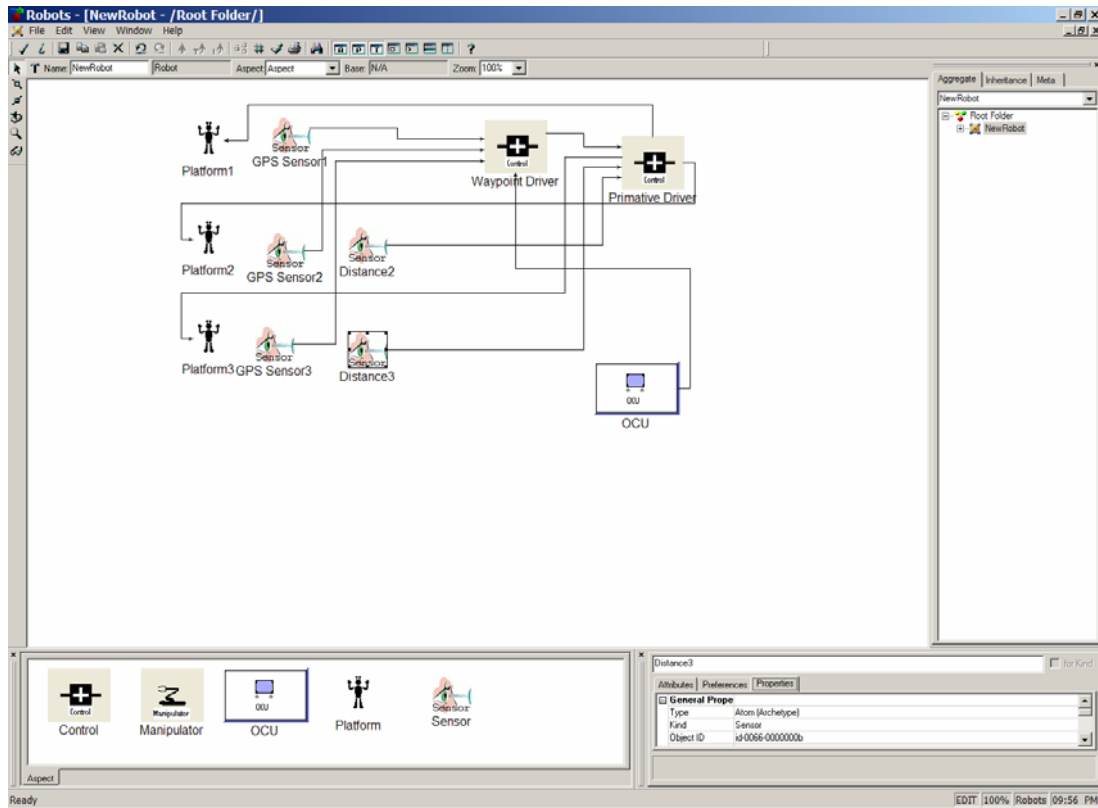 Robots - [NewRobot - /Root Folder/]
File Edit View Window Help
Name: NewRobot Robot Aspect: Aspect Base: N/A Zoom: 100%
Aggregate Inheritance Meta
NewRobot
Root Folder
NewRobot
Platform1
Sensor
GPS Sensor1
Control
Waypoint Driver
Control
Primative Driver
Platform2
Sensor
GPS Sensor2
Sensor
Distance2
Platform3
Sensor
GPS Sensor3
Sensor
Distance3
OCU
OCU
Control
Control
Manipulator
Manipulator
OCU
OCU
Platform
Sensor
Sensor
Aspect
Distance3 for Kind
Attributes Preferences Properties
General Prope
Type Atom (Archetype)
Kind Sensor
Object ID id-0066-0000000b
Ready EDIT 100% Robots 09:56 PM